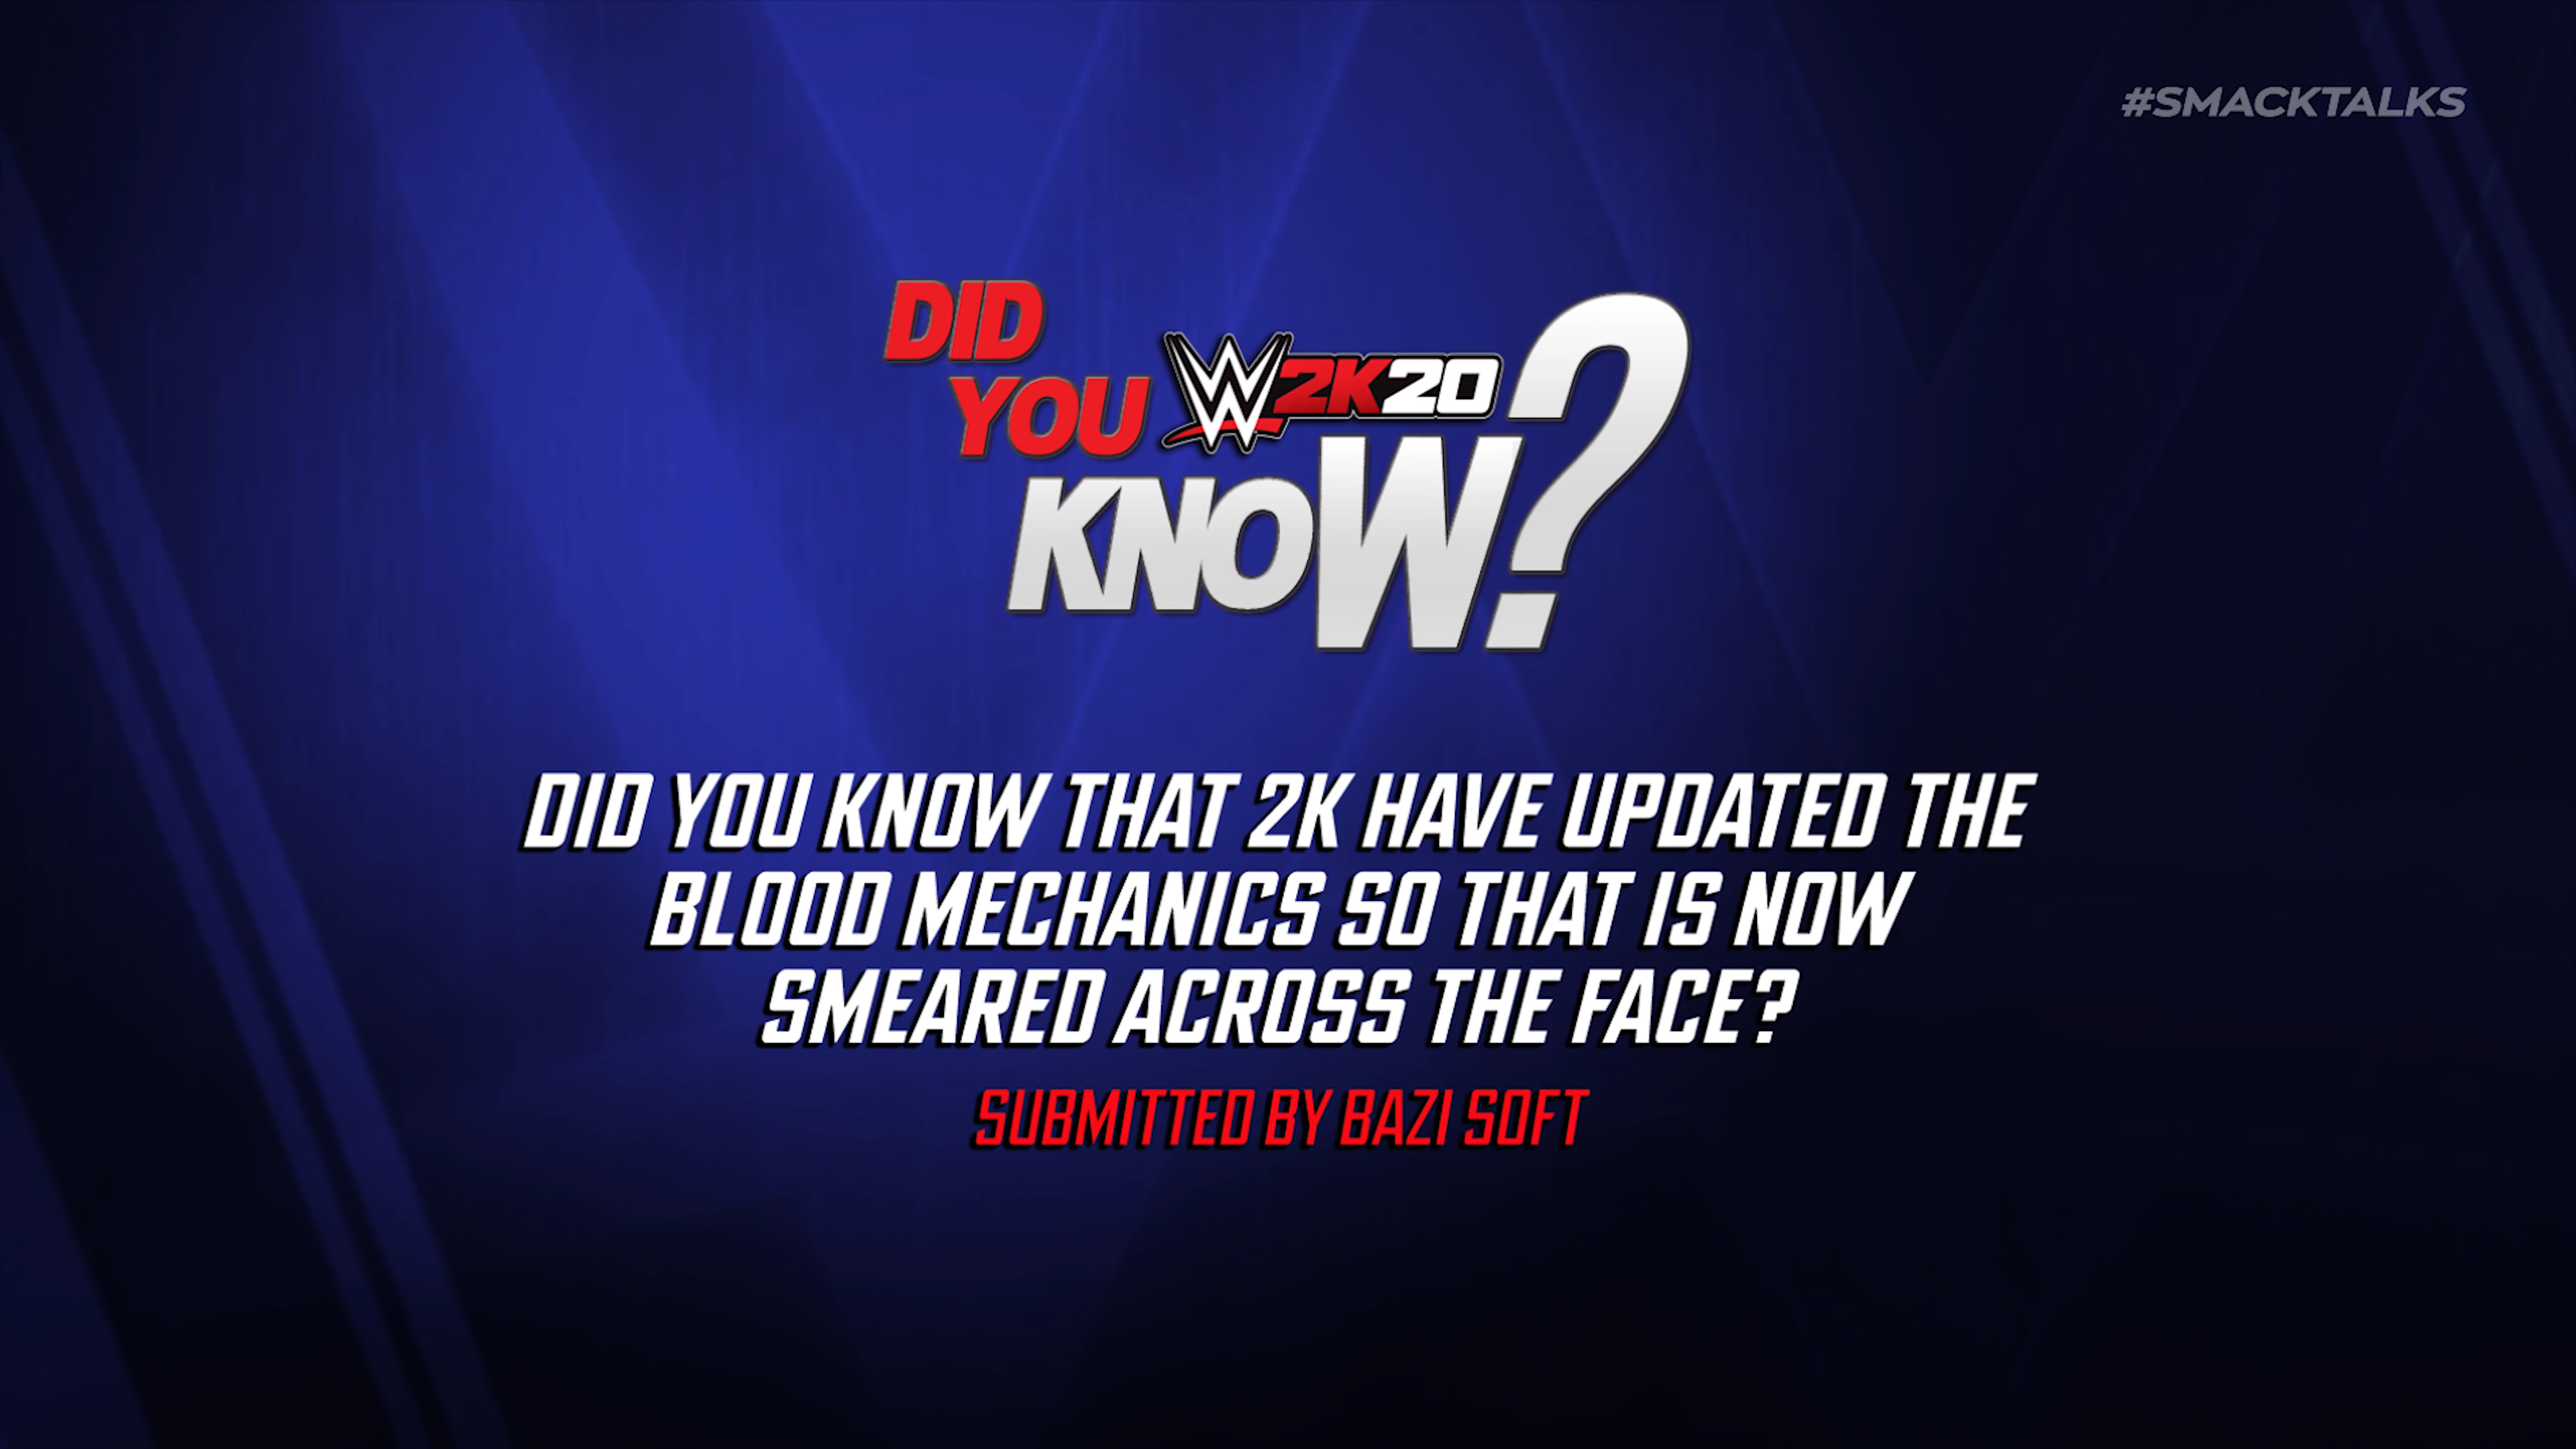 #SMACKTALKS
DID
YOU W2K20
KNOW?
DID YOU KNOW THAT 2K HAVE UPDATED THE
BLOOD MECHANICS SO THAT IS NOW
SMEARED ACROSS THE FACE?
SUBMITTED BY BAZI SOFT